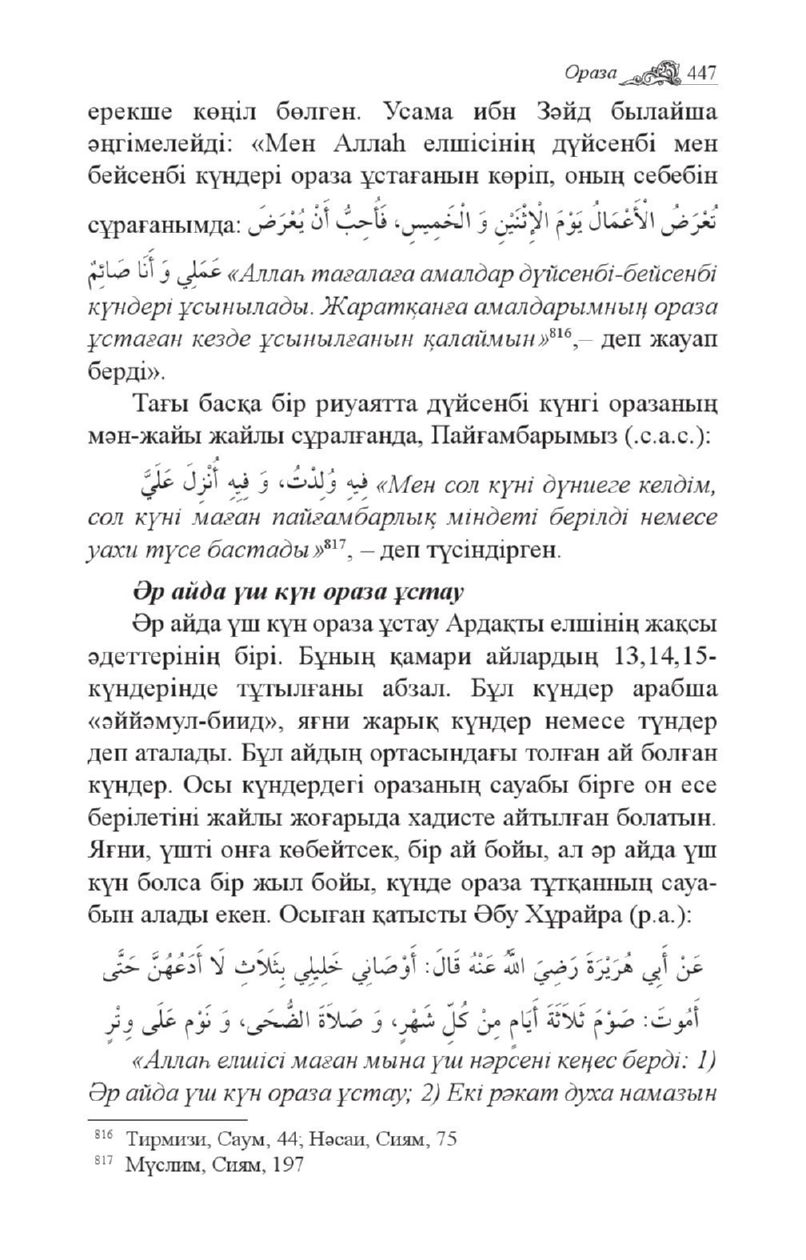 Ораза 447
ерекше көңіл бөлген. Усама ибн Зәйд былайша
әңгімелейді: «Мен Аллаһ елшісінің дүйсенбі мен
бейсенбі күндері ораза ұстағанын көріп, оның себебін
сұрағанымда: تُعْرَضُ الأَعْمَالُ يَوْمَ الإِثْنَيْنِ وَ الْخَمِيسِ، فَأُحِبُّ أَنْ يُعْرَضَ
عَمَلِي وَ أَنَا صَائِمٌ «Аллаһ тағалаға амалдар дүйсенбі-бейсенбі
күндері ұсынылады. Жаратқанға амалдарымның ораза
ұстаған кезде ұсынылғанын қалаймын»⁸¹⁶,– деп жауап
берді».
Тағы басқа бір риуаятта дүйсенбі күнгі оразаның
мән-жайы жайлы сұралғанда, Пайғамбарымыз (.с.а.с.):
فِيهِ وُلِدْتُ، وَ فِيهِ أُنْزِلَ عَلَيَّ «Мен сол күні дүниеге келдім,
сол күні маған пайғамбарлық міндеті берілді немесе
уахи түсе бастады»⁸¹⁷, – деп түсіндірген.
Әр айда үш күн ораза ұстау
Әр айда үш күн ораза ұстау Ардақты елшінің жақсы
әдеттерінің бірі. Бұның қамари айлардың 13,14,15-
күндерінде тұтылғаны абзал. Бұл күндер арабша
«әййәмул-биид», яғни жарық күндер немесе түндер
деп аталады. Бұл айдың ортасындағы толған ай болған
күндер. Осы күндердегі оразаның сауабы бірге он есе
берілетіні жайлы жоғарыда хадисте айтылған болатын.
Яғни, үшті онға көбейтсек, бір ай бойы, ал әр айда үш
күн болса бір жыл бойы, күнде ораза тұтқанның сауа-
бын алады екен. Осыған қатысты Әбу Хұрайра (р.а.):
عَنْ أَبِي هُرَيْرَةَ رَضِيَ اللهُ عَنْهُ قَالَ: أَوْصَانِي خَلِيلِي بِثَلاَثٍ لَا أَدَعُهُنَّ حَتَّى
أَمُوتَ: صَوْمَ ثَلاَثَةَ أَيَامٍ مِنْ كُلِّ شَهْرٍ، وَ صَلاَةَ الضُّحَى، وَ نَوْمٍ عَلَى وِتْرٍ
«Аллаһ елшісі маған мына үш нәрсені кеңес берді: 1)
Әр айда үш күн ораза ұстау; 2) Екі рәкат духа намазын
⁸¹⁶ Тирмизи, Саум, 44; Нәсаи, Сиям, 75
⁸¹⁷ Мүслим, Сиям, 197